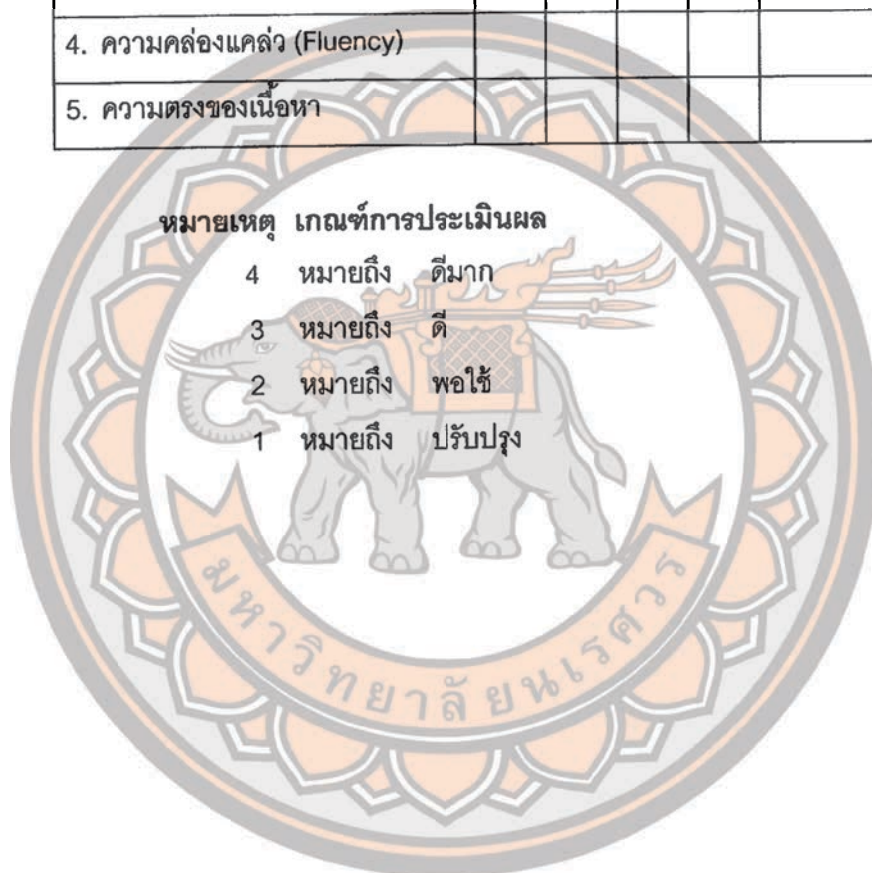 4. ความคล่องแคล่ว (Fluency)
5. ความตรงของเนื้อหา
หมายเหตุ เกณฑ์การประเมินผล
4 หมายถึง ดีมาก
3 หมายถึง ดี
2 หมายถึง พอใช้
1 หมายถึง ปรับปรุง
มหาวิทยาลัยนเรศวร